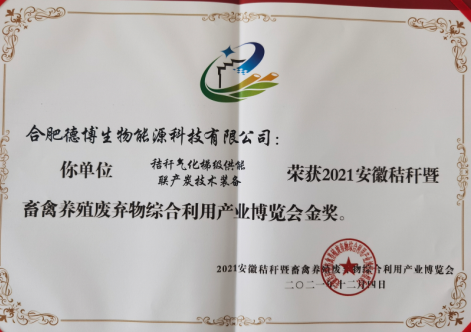 合肥德博生物能源科技有限公司：
你单位 秸秆气化梯级供能 荣获2021安徽秸秆暨
联产炭技术装备
畜禽养殖废弃物综合利用产业博览会金奖。
2021安徽秸秆暨畜禽养殖废弃物综合利用产业博览会
二〇二一年十二月四日